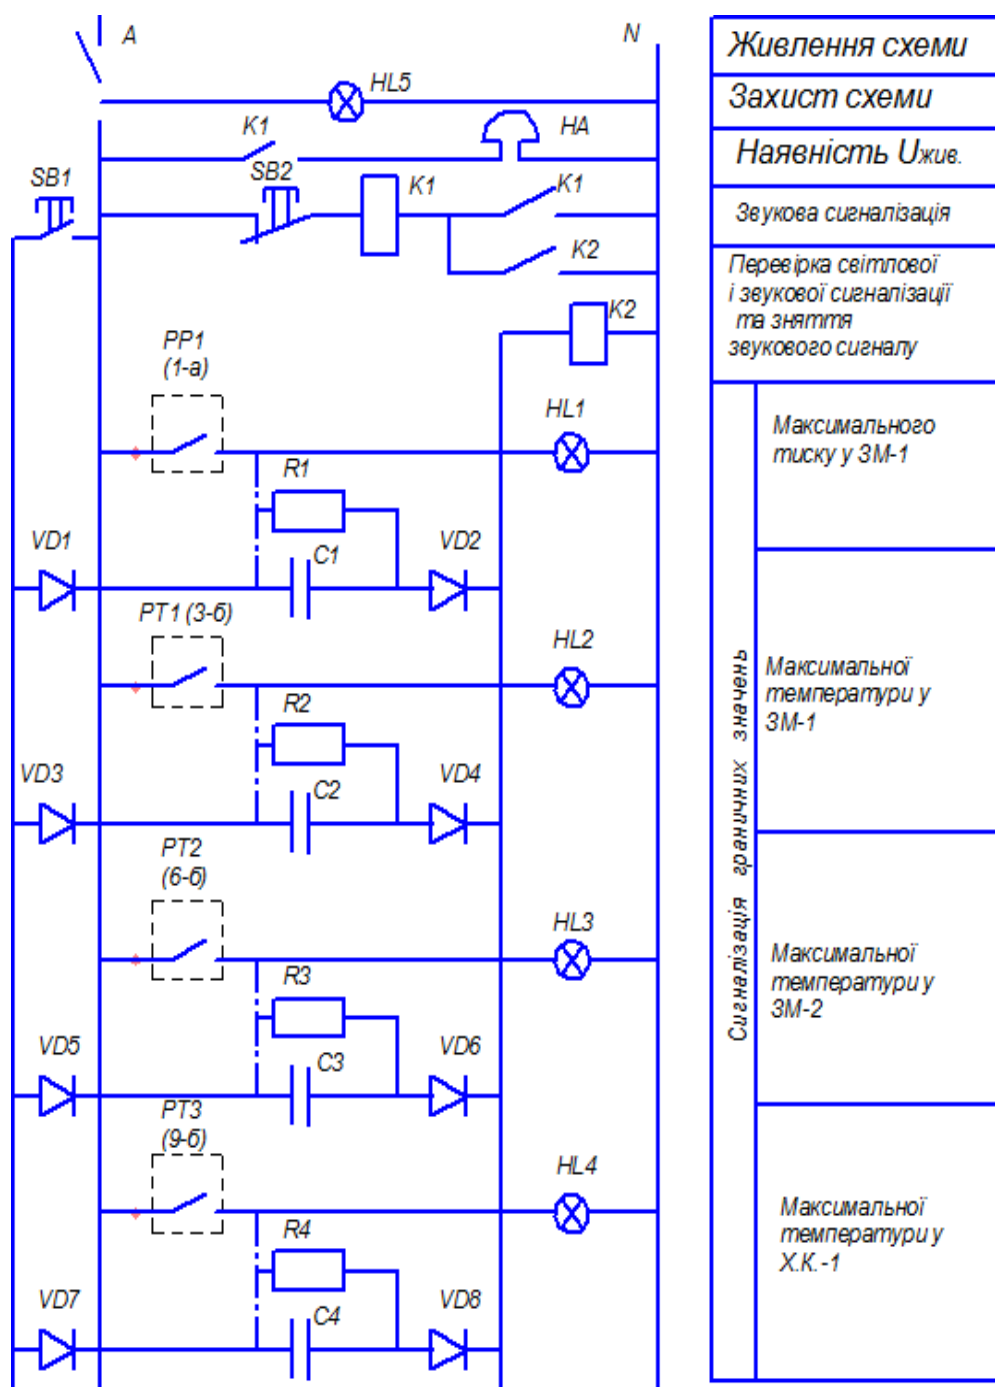 A
N
HL5
K1
HA
SB1
SB2
K1
K1
K2
K2
PP1
(1-а)
HL1
R1
VD1
C1
VD2
PT1 (3-б)
HL2
R2
VD3
C2
VD4
PT2
(6-б)
HL3
R3
VD5
C3
VD6
PT3
(9-б)
HL4
R4
VD7
C4
VD8
Живлення схеми
Захист схеми
Наявність Uжив.
Звукова сигналізація
Перевірка світлової
і звукової сигналізації
та зняття
звукового сигналу
Сигналізація граничних значень
Максимального
тиску у ЗМ-1
Максимальної
температури у
ЗМ-1
Максимальної
температури у
ЗМ-2
Максимальної
температури у
Х.К.-1